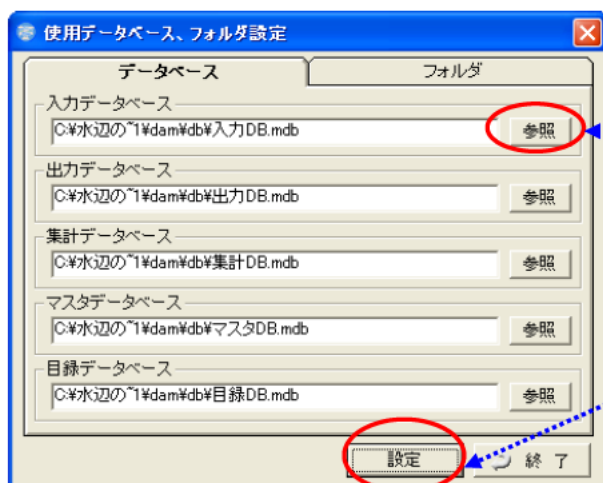 使用データベース、フォルダ設定
データベース フォルダ
入力データベース
C:¥水辺の~1¥dam¥db¥入力DB.mdb 参照
出力データベース
C:¥水辺の~1¥dam¥db¥出力DB.mdb 参照
集計データベース
C:¥水辺の~1¥dam¥db¥集計DB.mdb 参照
マスタデータベース
C:¥水辺の~1¥dam¥db¥マスタDB.mdb 参照
目録データベース
C:¥水辺の~1¥dam¥db¥目録DB.mdb 参照
設定 終 了